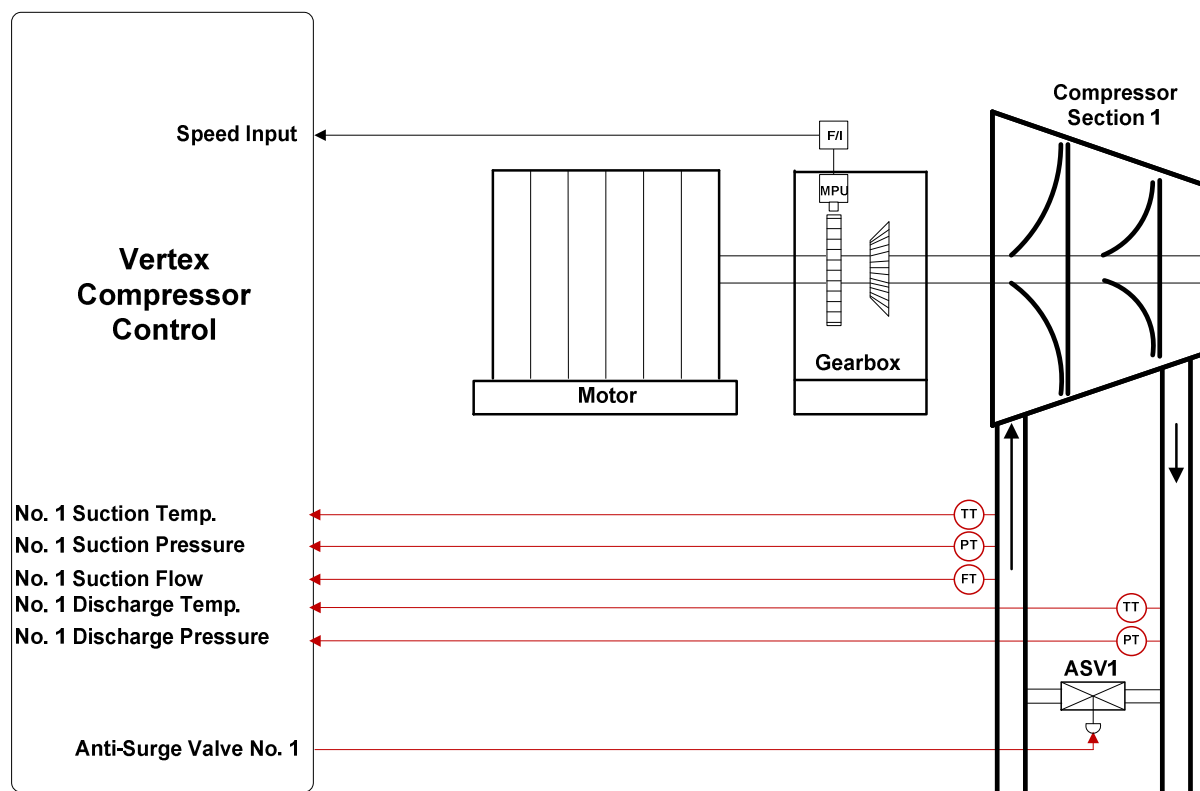 Compressor
Section 1
Speed Input
F/I
MPU
Vertex
Compressor
Control
Gearbox
Motor
No. 1 Suction Temp.
TT
No. 1 Suction Pressure
PT
No. 1 Suction Flow
FT
No. 1 Discharge Temp.
TT
No. 1 Discharge Pressure
PT
ASV1
Anti-Surge Valve No. 1